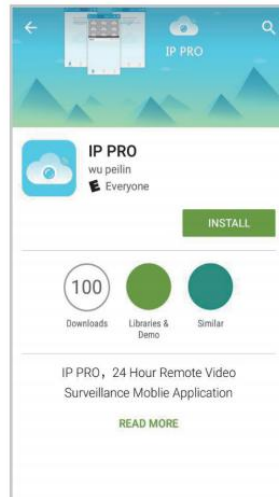 IP PRO
IP PRO
wu peilin
E Everyone
INSTALL
100
Downloads
Libraries &
Demo
Similar
IP PRO, 24 Hour Remote Video
Surveillance Moblie Application
READ MORE